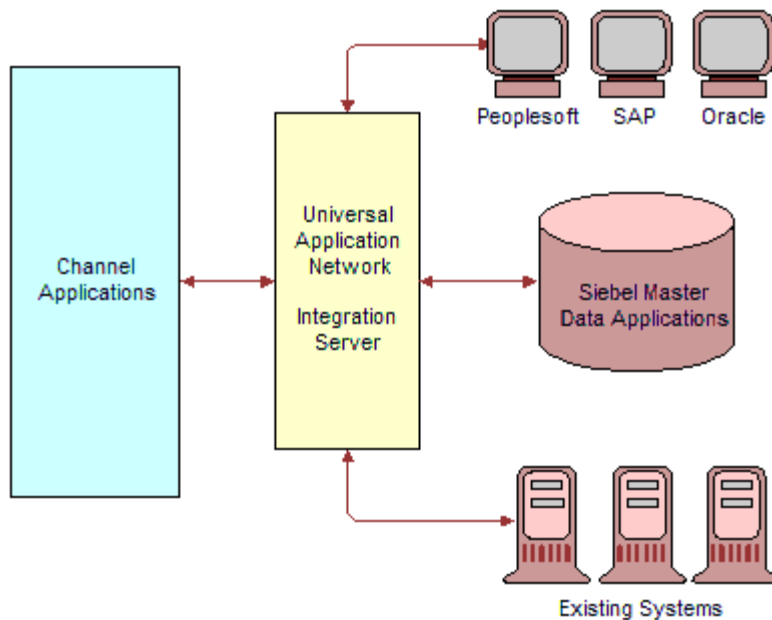 Peoplesoft
SAP
Oracle
Channel
Applications
Universal
Application
Network
Integration
Server
Siebel Master
Data Applications
Existing Systems